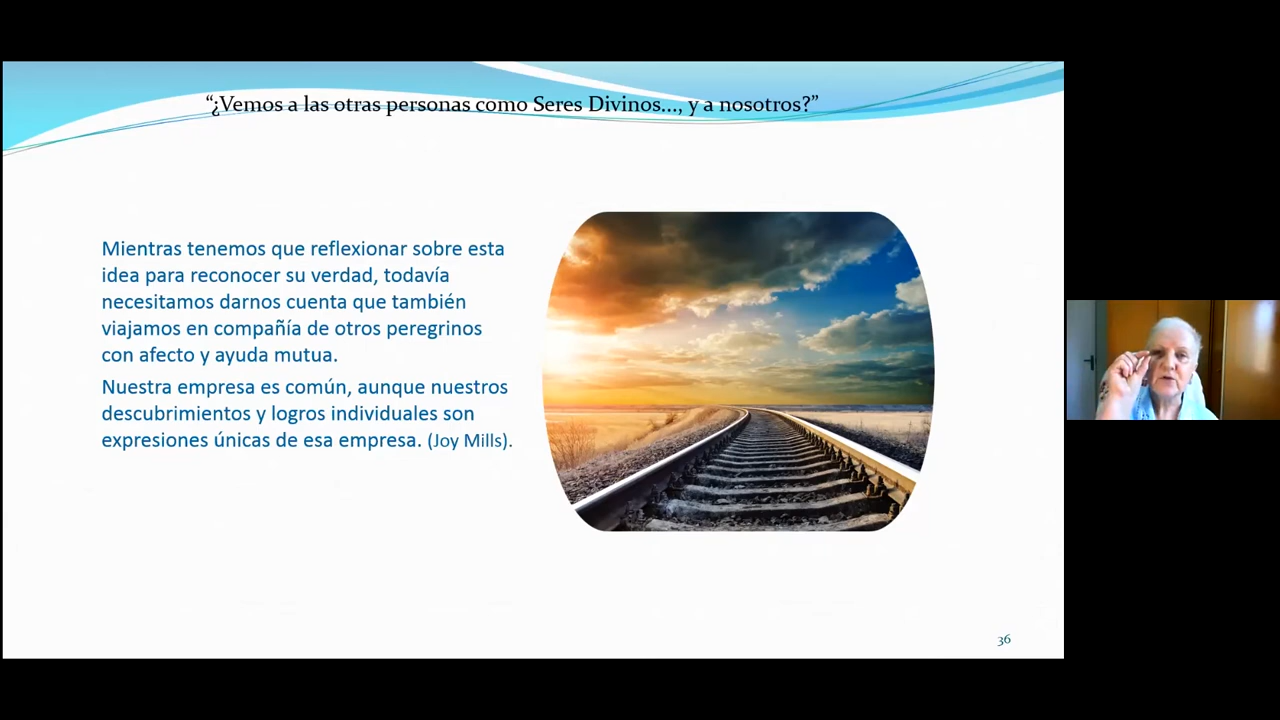 “¿Vemos a las otras personas como Seres Divinos..., y a nosotros?”
Mientras tenemos que reflexionar sobre esta
idea para reconocer su verdad, todavía
necesitamos darnos cuenta que también
viajamos en compañía de otros peregrinos
con afecto y ayuda mutua.
Nuestra empresa es común, aunque nuestros
descubrimientos y logros individuales son
expresiones únicas de esa empresa. (Joy Mills).
36